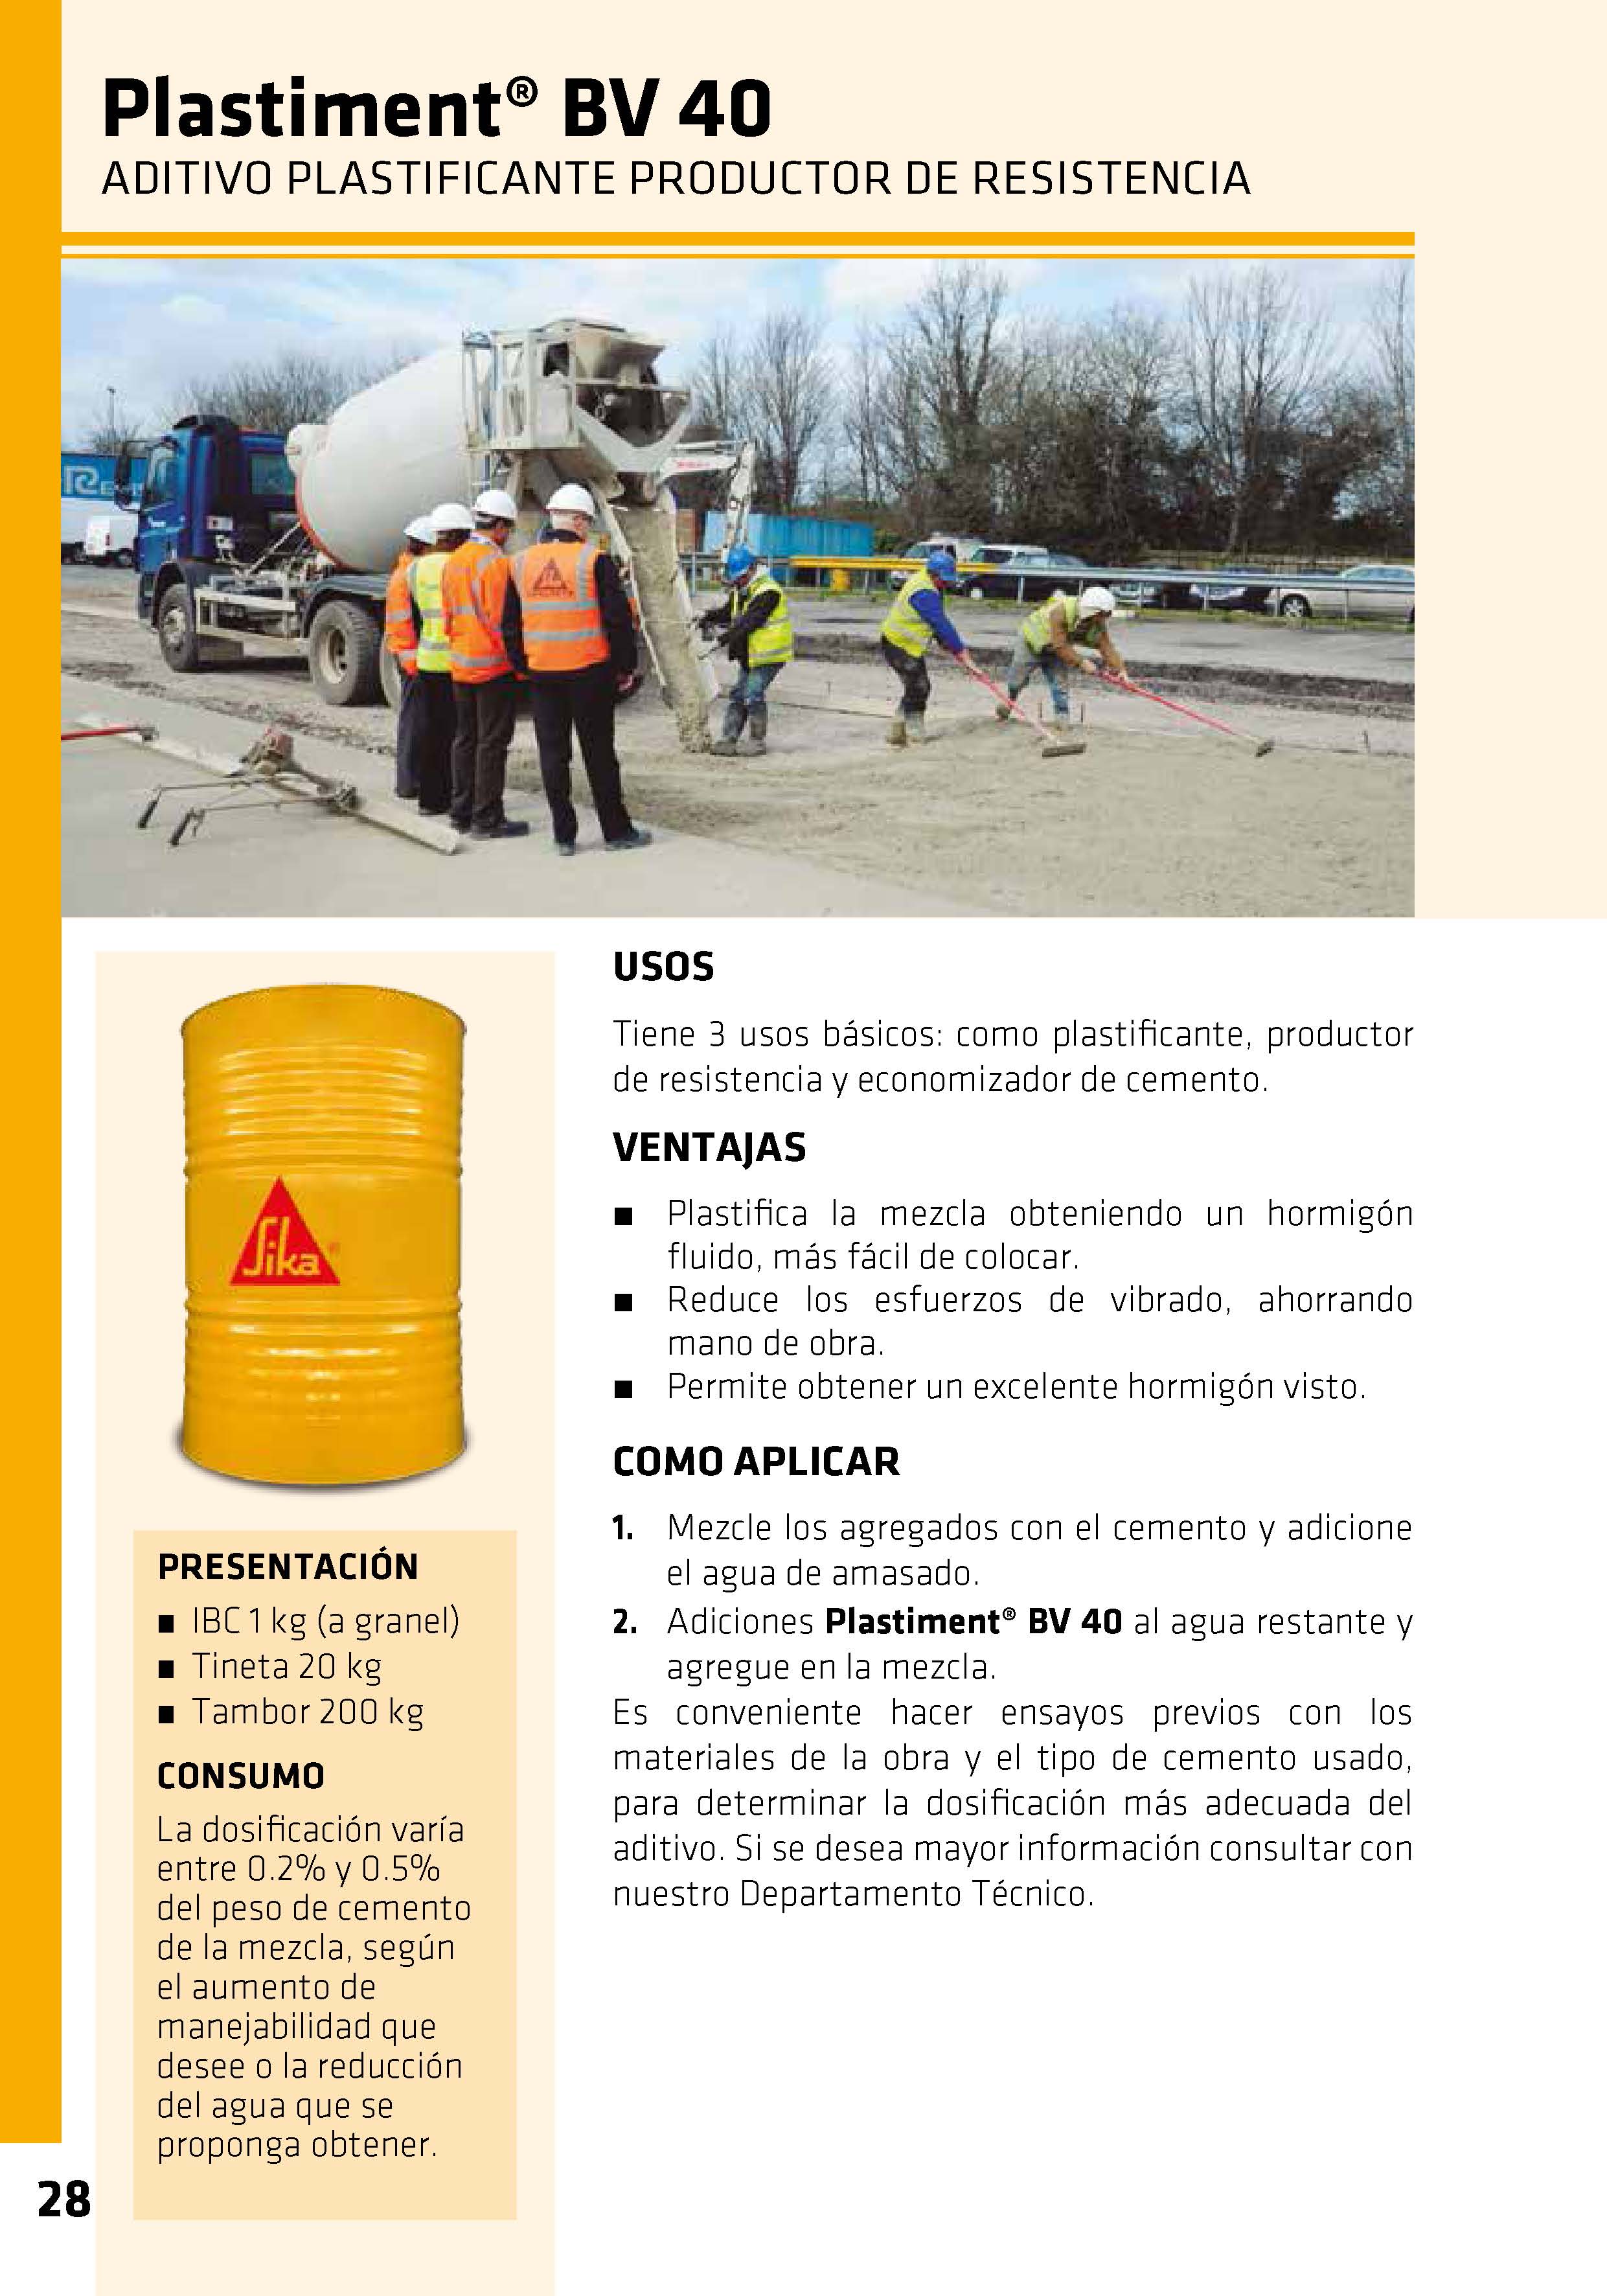 Plastiment® BV 40
ADITIVO PLASTIFICANTE PRODUCTOR DE RESISTENCIA
Sika®
PRESENTACIÓN
■ IBC 1 kg (a granel)
■ Tineta 20 kg
■ Tambor 200 kg
CONSUMO
La dosificación varía
entre 0.2% y 0.5%
del peso de cemento
de la mezcla, según
el aumento de
manejabilidad que
desee o la reducción
del agua que se
proponga obtener.
USOS
Tiene 3 usos básicos: como plastificante, productor
de resistencia y economizador de cemento.
VENTAJAS
■ Plastifica la mezcla obteniendo un hormigón
fluido, más fácil de colocar.
■ Reduce los esfuerzos de vibrado, ahorrando
mano de obra.
■ Permite obtener un excelente hormigón visto.
COMO APLICAR
1. Mezcle los agregados con el cemento y adicione
el agua de amasado.
2. Adiciones Plastiment® BV 40 al agua restante y
agregue en la mezcla.
Es conveniente hacer ensayos previos con los
materiales de la obra y el tipo de cemento usado,
para determinar la dosificación más adecuada del
aditivo. Si se desea mayor información consultar con
nuestro Departamento Técnico.
28